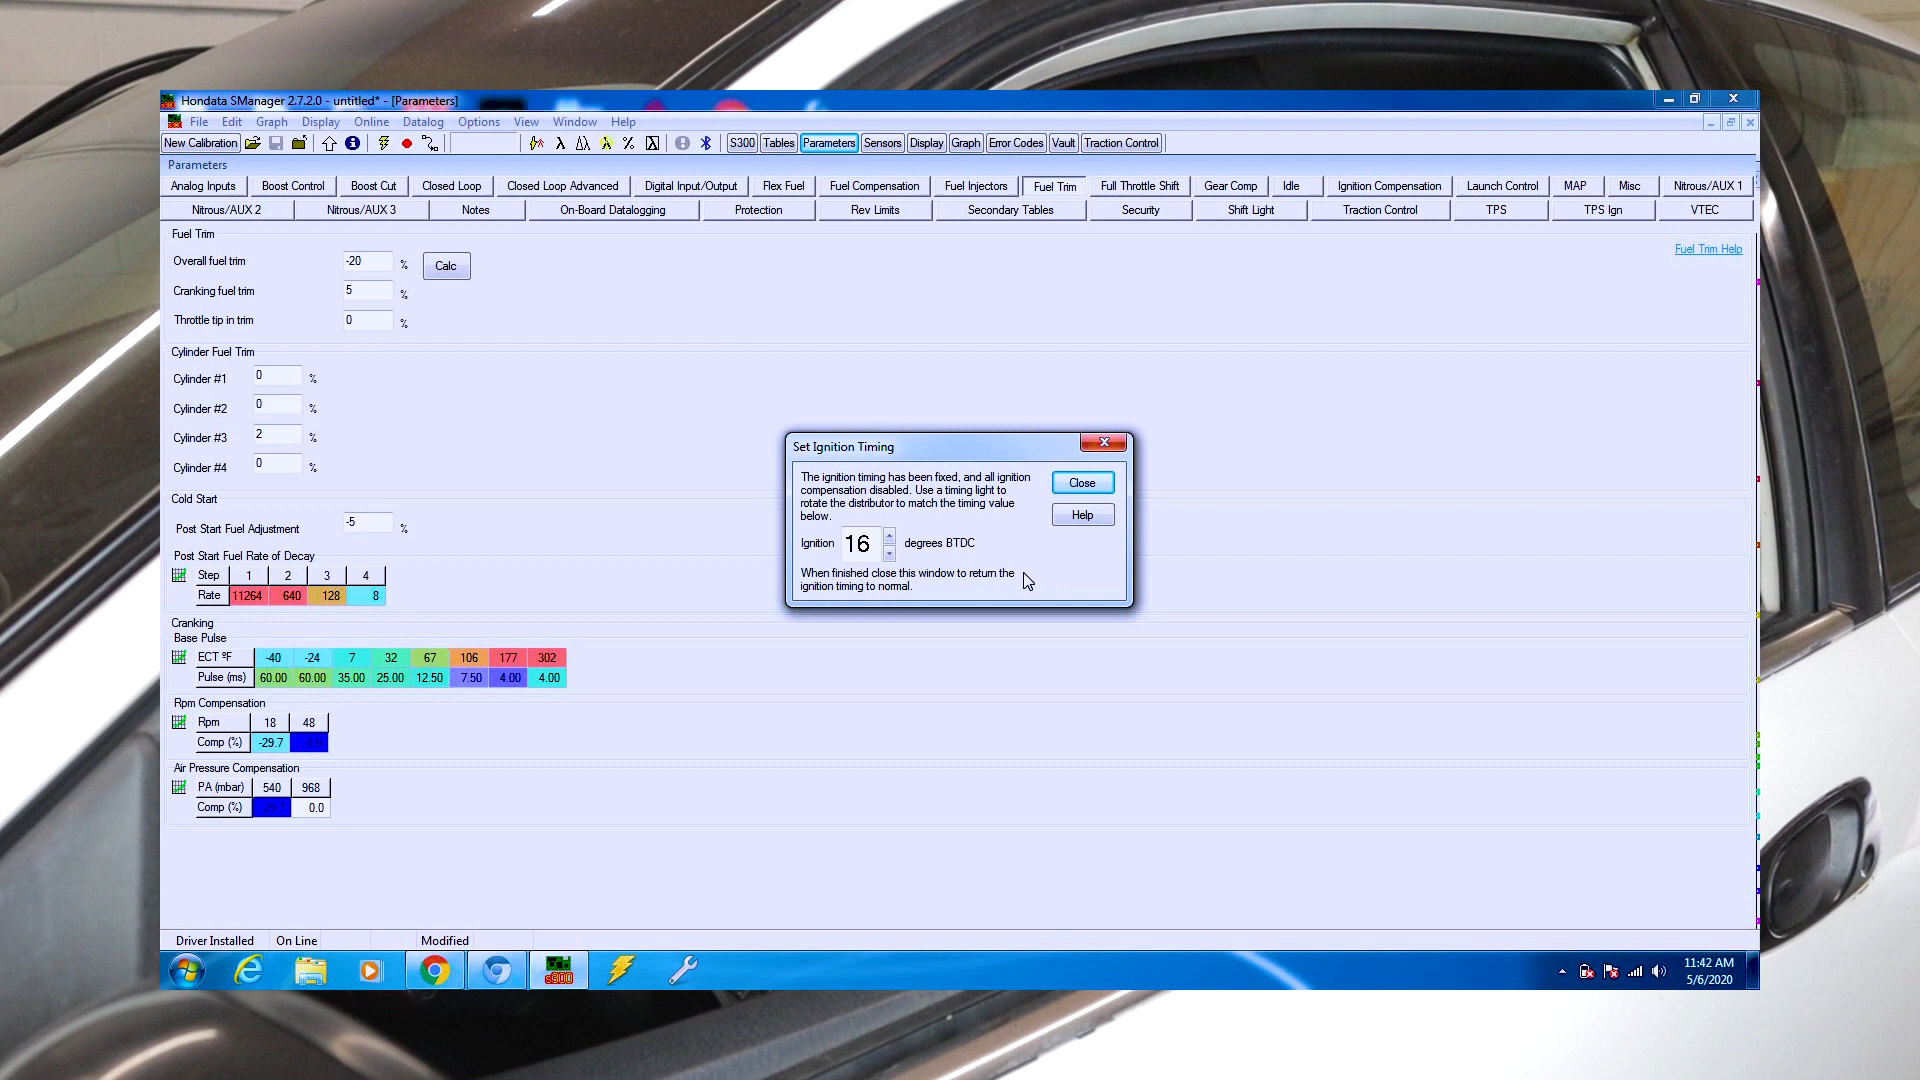 Hondata SManager 2.7.2.0 - untitled* - [Parameters]
File Edit Graph Display Online Datalog Options View Window Help
New Calibration S300 Tables Parameters Sensors Display Graph Error Codes Vault Traction Control
Parameters
Analog Inputs Boost Control Boost Cut Closed Loop Closed Loop Advanced Digital Input/Output Flex Fuel Fuel Compensation Fuel Injectors Fuel Trim Full Throttle Shift Gear Comp Idle Ignition Compensation Launch Control MAP Misc Nitrous/AUX 1
Nitrous/AUX 2 Nitrous/AUX 3 Notes On-Board Datalogging Protection Rev Limits Secondary Tables Security Shift Light Traction Control TPS TPS Ign VTEC
Fuel Trim
Fuel Trim Help
Overall fuel trim -20 % Calc
Cranking fuel trim 5 %
Throttle tip in trim 0 %
Cylinder Fuel Trim
Cylinder #1 0 %
Cylinder #2 0 %
Cylinder #3 2 %
Cylinder #4 0 %
Cold Start
Post Start Fuel Adjustment -5 %
Post Start Fuel Rate of Decay
Step 1 2 3 4
Rate 11264 640 128 8
Cranking
Base Pulse
ECT ºF -40 -24 7 32 67 106 177 302
Pulse (ms) 60.00 60.00 35.00 25.00 12.50 7.50 4.00 4.00
Rpm Compensation
Rpm 18 48
Comp (%) -29.7
Air Pressure Compensation
PA (mbar) 540 968
Comp (%) 0.0
Set Ignition Timing
The ignition timing has been fixed, and all ignition
compensation disabled. Use a timing light to
rotate the distributor to match the timing value
below.
Close
Help
Ignition 16 degrees BTDC
When finished close this window to return the
ignition timing to normal.
Driver Installed On Line Modified
s300
11:42 AM
5/6/2020